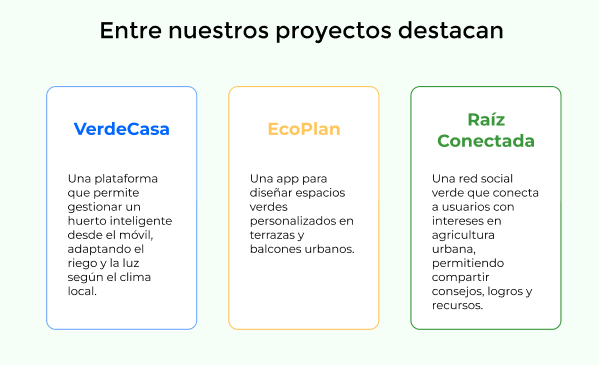 Entre nuestros proyectos destacan
VerdeCasa
Una plataforma
que permite
gestionar un
huerto inteligente
desde el móvil,
adaptando el
riego y la luz
según el clima
local.
EcoPlan
Una app para
diseñar espacios
verdes
personalizados en
terrazas y
balcones urbanos.
Raíz
Conectada
Una red social
verde que conecta
a usuarios con
intereses en
agricultura
urbana,
permitiendo
compartir
consejos, logros y
recursos.